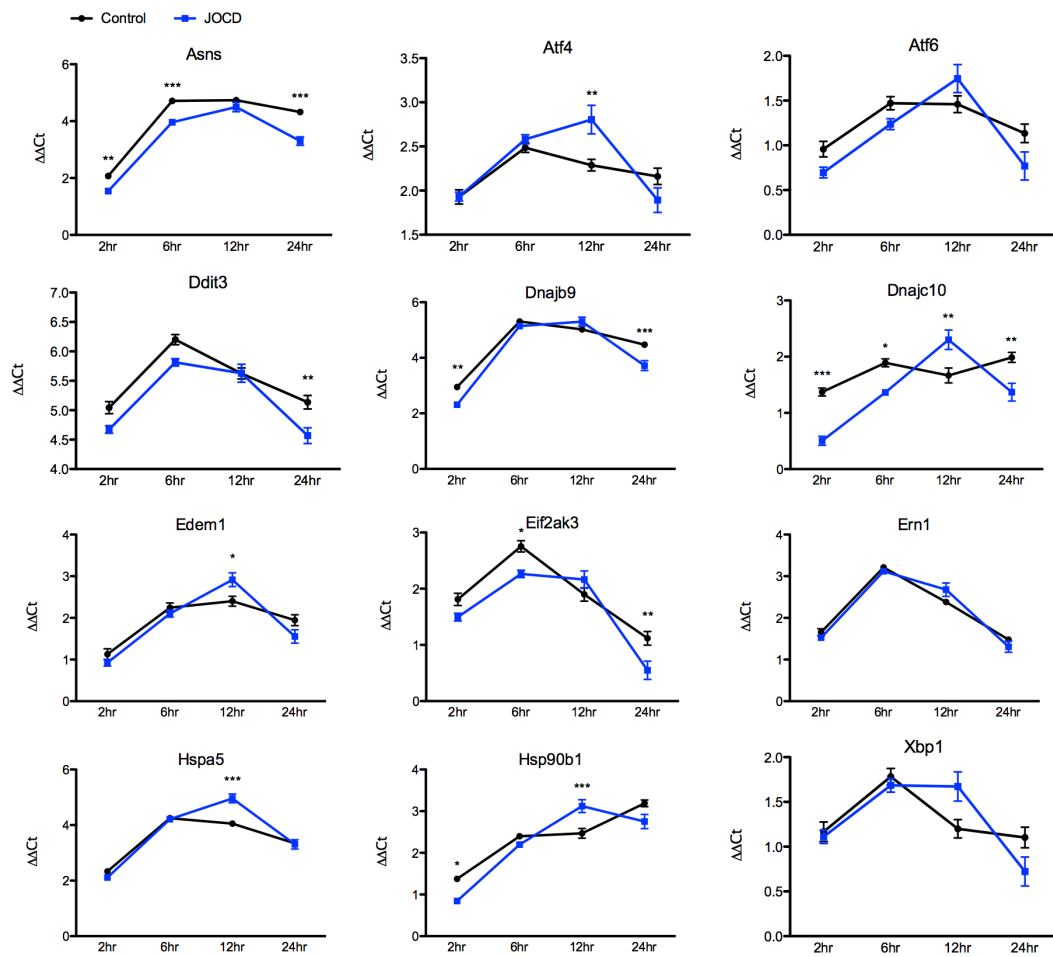 Control JOCD
Asns
ΔΔCt
6
4
2
0
** *** ***
2hr 6hr 12hr 24hr
Atf4
ΔΔCt
3.5
3.0
2.5
2.0
1.5
**
2hr 6hr 12hr 24hr
Atf6
ΔΔCt
2.0
1.5
1.0
0.5
0.0
2hr 6hr 12hr 24hr
Ddit3
ΔΔCt
7.0
6.5
6.0
5.5
5.0
4.5
4.0
**
2hr 6hr 12hr 24hr
Dnajb9
ΔΔCt
6
4
2
0
** ***
2hr 6hr 12hr 24hr
Dnajc10
ΔΔCt
3
2
1
0
*** * ** **
2hr 6hr 12hr 24hr
Edem1
ΔΔCt
4
3
2
1
0
*
2hr 6hr 12hr 24hr
Eif2ak3
ΔΔCt
3
2
1
0
* **
2hr 6hr 12hr 24hr
Ern1
ΔΔCt
4
3
2
1
0
2hr 6hr 12hr 24hr
Hspa5
ΔΔCt
6
4
2
0
***
2hr 6hr 12hr 24hr
Hsp90b1
ΔΔCt
4
3
2
1
0
* ***
2hr 6hr 12hr 24hr
Xbp1
ΔΔCt
2.0
1.5
1.0
0.5
0.0
2hr 6hr 12hr 24hr